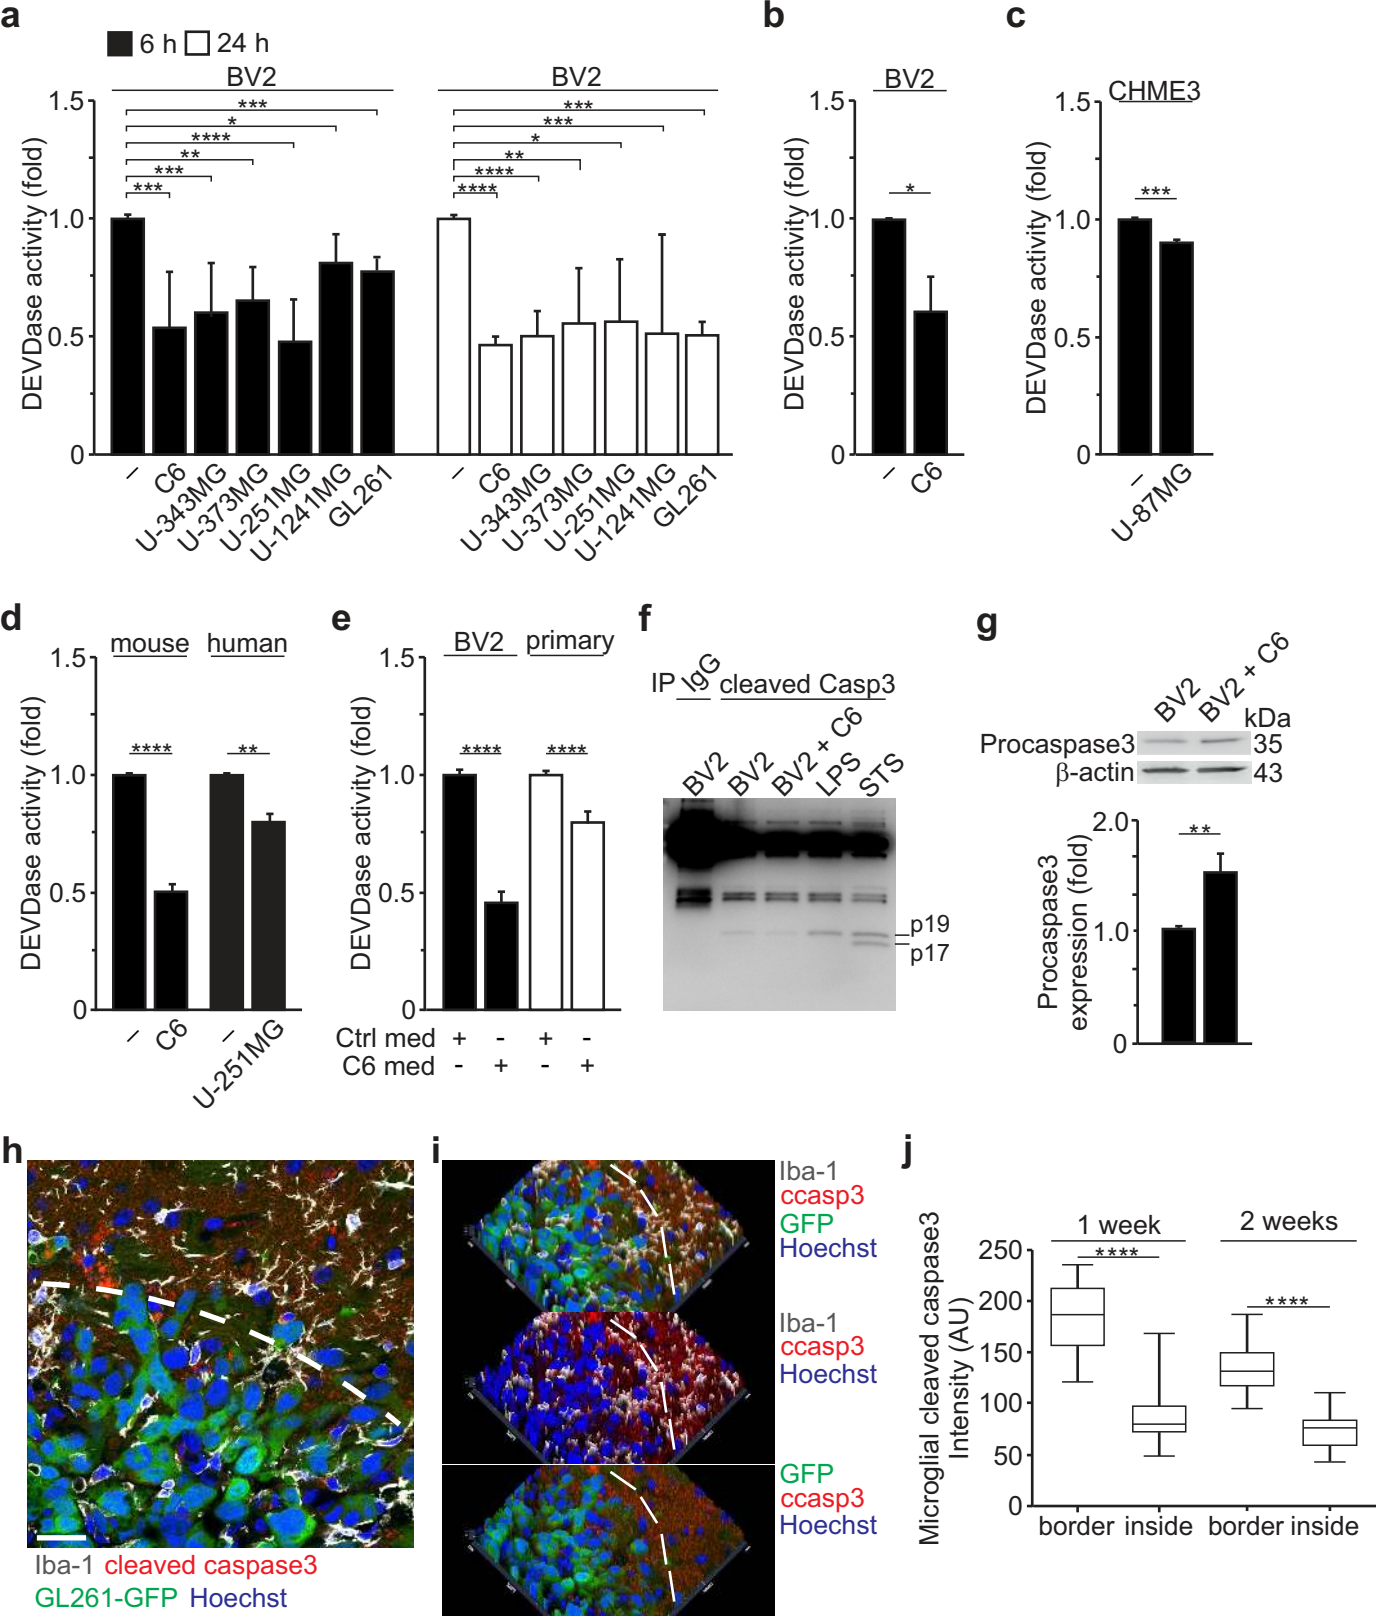 a
6 h 24 h
BV2
BV2
DEVDase activity (fold)
1.5
1.0
0.5
0
***
*
****
**
***
***
***
***
*
**
****
****
– C6 U-343MG U-373MG U-251MG U-1241MG GL261
– C6 U-343MG U-373MG U-251MG U-1241MG GL261
b
BV2
DEVDase activity (fold)
1.5
1.0
0.5
0
*
– C6
c
CHME3
DEVDase activity (fold)
1.5
1.0
0.5
0
***
– U-87MG
d
mouse human
DEVDase activity (fold)
1.5
1.0
0.5
0
**** **
– C6 – U-251MG
e
BV2 primary
DEVDase activity (fold)
1.5
1.0
0.5
0
**** ****
Ctrl med + - + -
C6 med - + - +
f
IP IgG cleaved Casp3
BV2 BV2 BV2 + C6 LPS STS
p19
p17
g
BV2 BV2 + C6
kDa
Procaspase3 35
β-actin 43
Procaspase3
expression (fold)
2.0
1.0
0
**
h
Iba-1 cleaved caspase3
GL261-GFP Hoechst
i
Iba-1
ccasp3
GFP
Hoechst
Iba-1
ccasp3
Hoechst
GFP
ccasp3
Hoechst
j
Microglial cleaved caspase3
Intensity (AU)
1 week 2 weeks
250
200
150
100
50
0
**** ****
border inside border inside